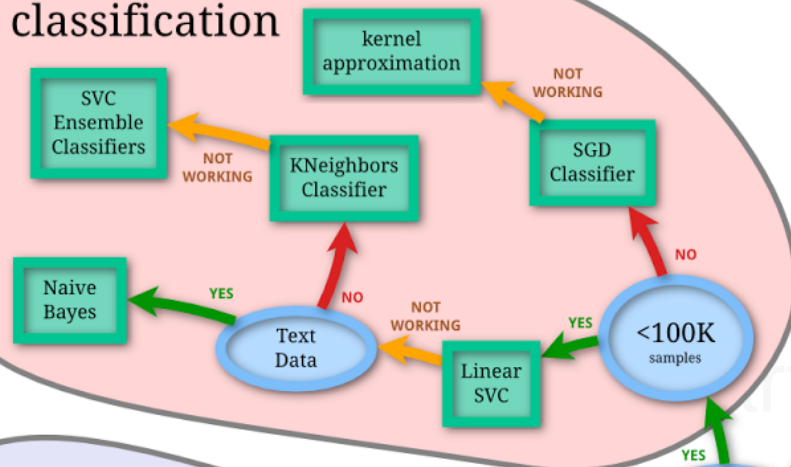 classification
kernel
approximation
NOT
WORKING
SVC
Ensemble
Classifiers
NOT
WORKING
KNeighbors
Classifier
SGD
Classifier
NO
Naive
Bayes
YES
NO
Text
Data
NOT
WORKING
Linear
SVC
YES
<100K
samples
YES